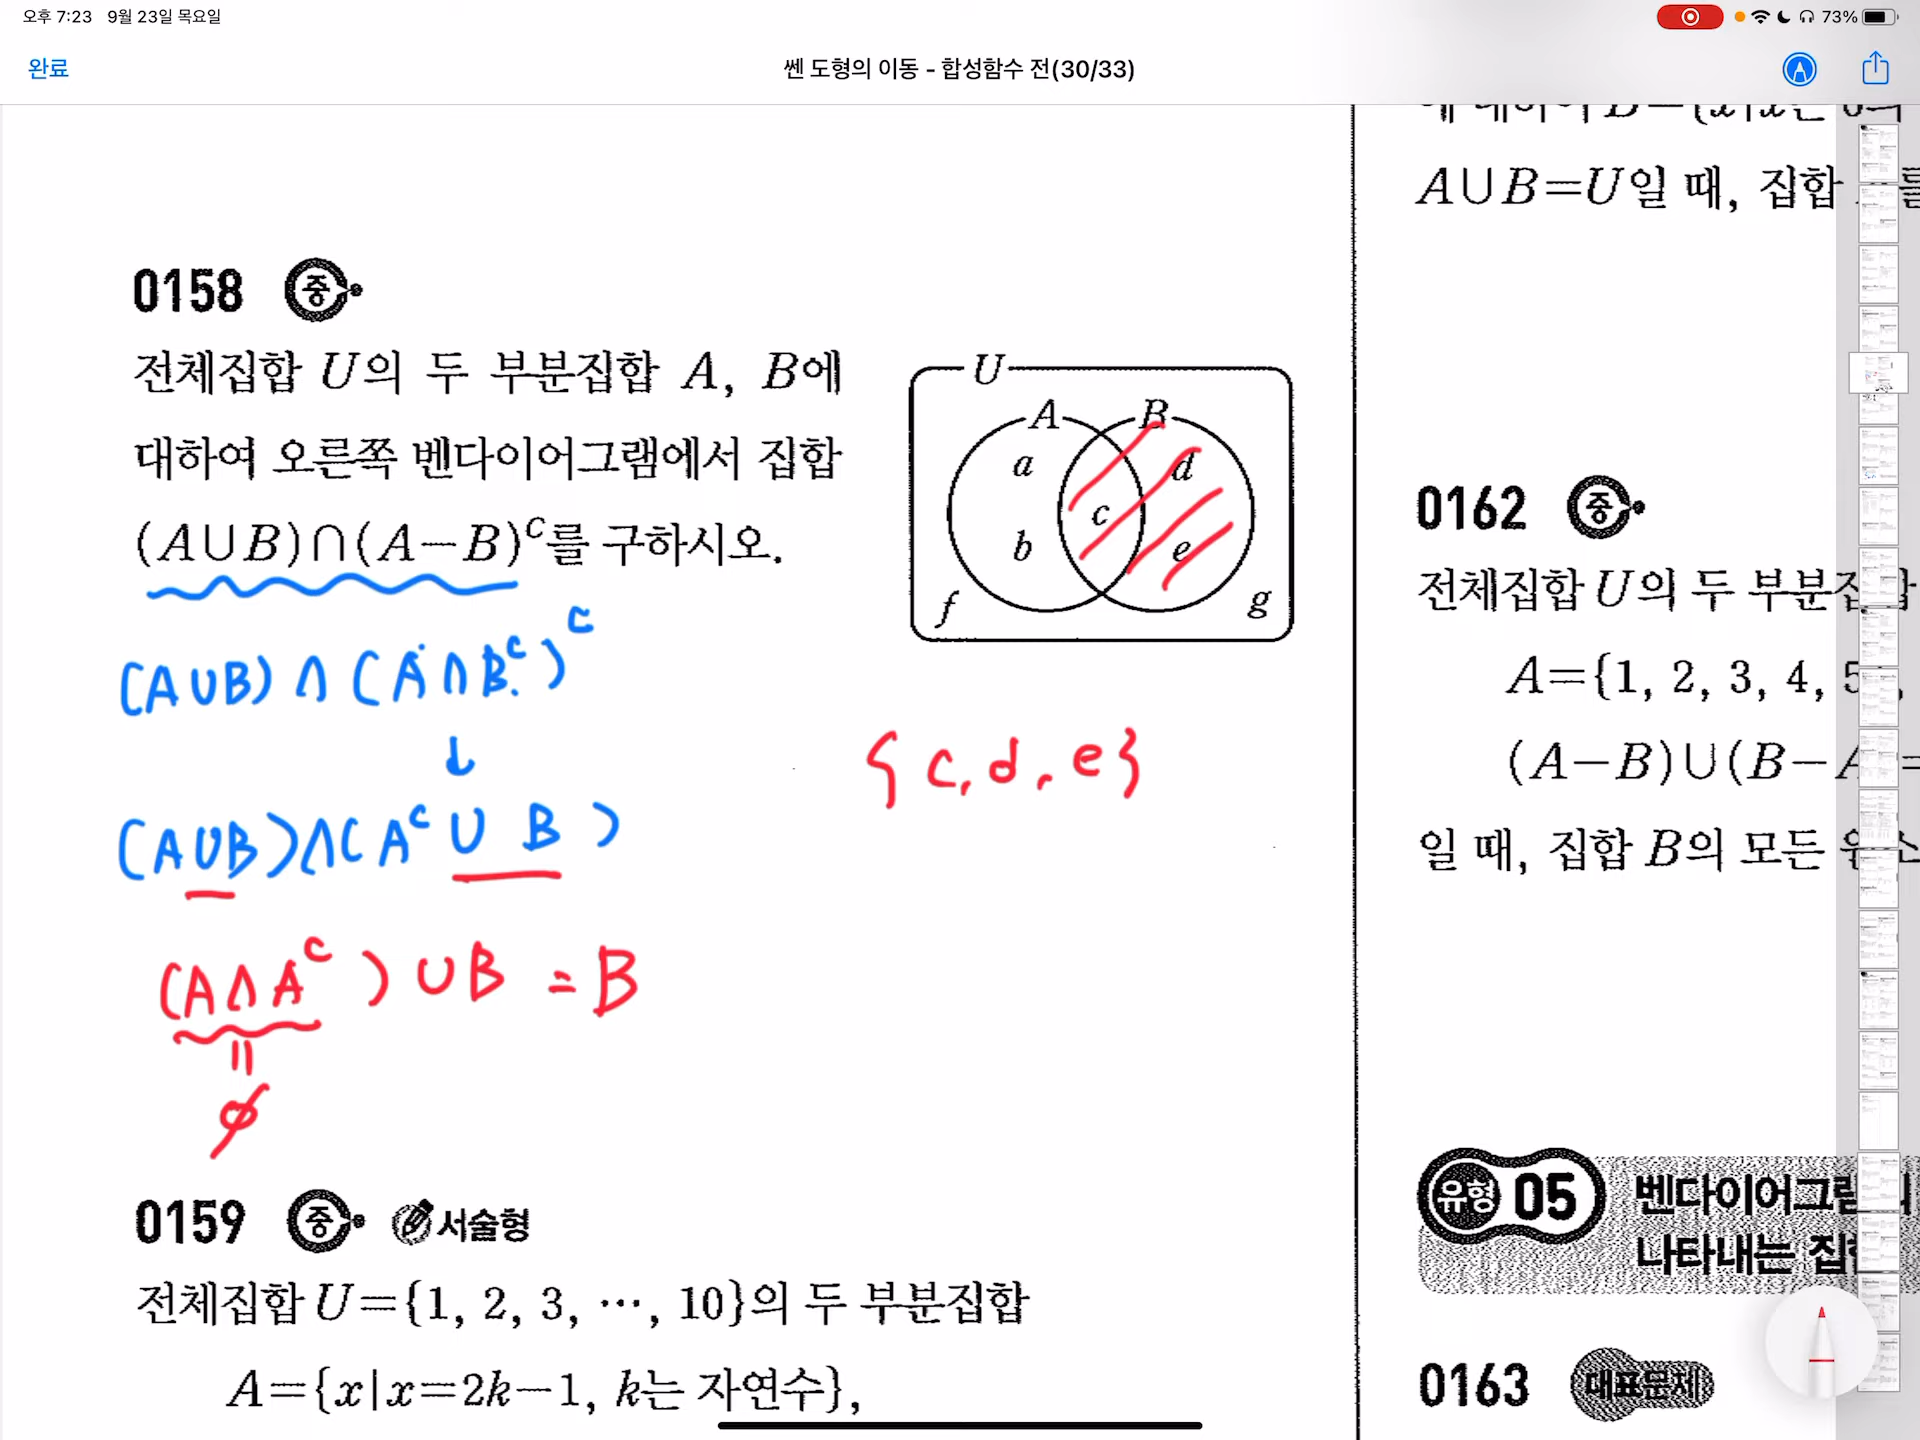 오후 7:23 9월 23일 목요일
73%
완료
쎈 도형의 이동 - 합성함수 전(30/33)
0158 중
전체집합 U의 두 부분집합 A, B에
대하여 오른쪽 벤다이어그램에서 집합
(A∪B)∩(A−B)^C를 구하시오.
U
A B
a d
c
b e
f g
(A∪B)∩(A∩B^C)^C
↓
(A∪B)∩(A^C∪B)
(A∩A^C)∪B=B
=
∅
{c, d, e}
0159 중 서술형
전체집합 U={1, 2, 3, ⋯, 10}의 두 부분집합
A={x|x=2k−1, k는 자연수},
A∪B=U일 때, 집합
0162 중
전체집합 U의 두 부분집합
A={1, 2, 3, 4, 5,
(A−B)∪(B−A)=
일 때, 집합 B의 모든 원소
유형 05 벤다이어그램
나타내는 집합
0163 대표문제